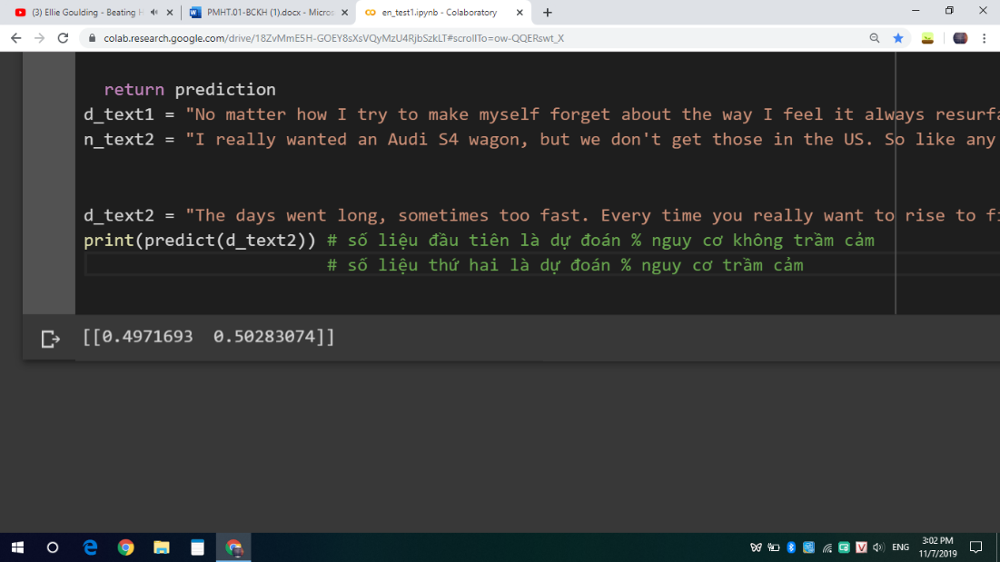 (3) Ellie Goulding - Beating H
PMHT.01-BCKH (1).docx - Micros
en_test1.ipynb - Colaboratory
colab.research.google.com/drive/18ZvMmE5H-GOEY8sXsVQyMzU4RjbSzkLT#scrollTo=ow-QQERswt_X
return prediction
d_text1 = "No matter how I try to make myself forget about the way I feel it always resurfa
n_text2 = "I really wanted an Audi S4 wagon, but we don't get those in the US. So like any
d_text2 = "The days went long, sometimes too fast. Every time you really want to rise to fi
print(predict(d_text2)) # số liệu đầu tiên là dự đoán % nguy cơ không trầm cảm
# số liệu thứ hai là dự đoán % nguy cơ trầm cảm
[[0.4971693 0.50283074]]
ENG
3:02 PM
11/7/2019